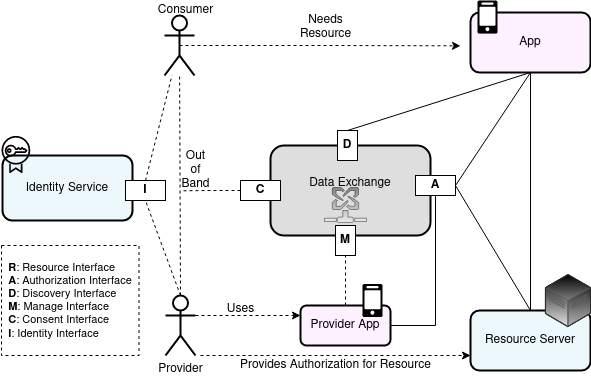 Consumer
Needs
Resource
App
D
Identity Service
I
Out
of
Band
C
Data Exchange
A
M
R: Resource Interface
A: Authorization Interface
D: Discovery Interface
M: Manage Interface
C: Consent Interface
I: Identity Interface
Uses
Provider App
Resource Server
Provider
Provides Authorization for Resource